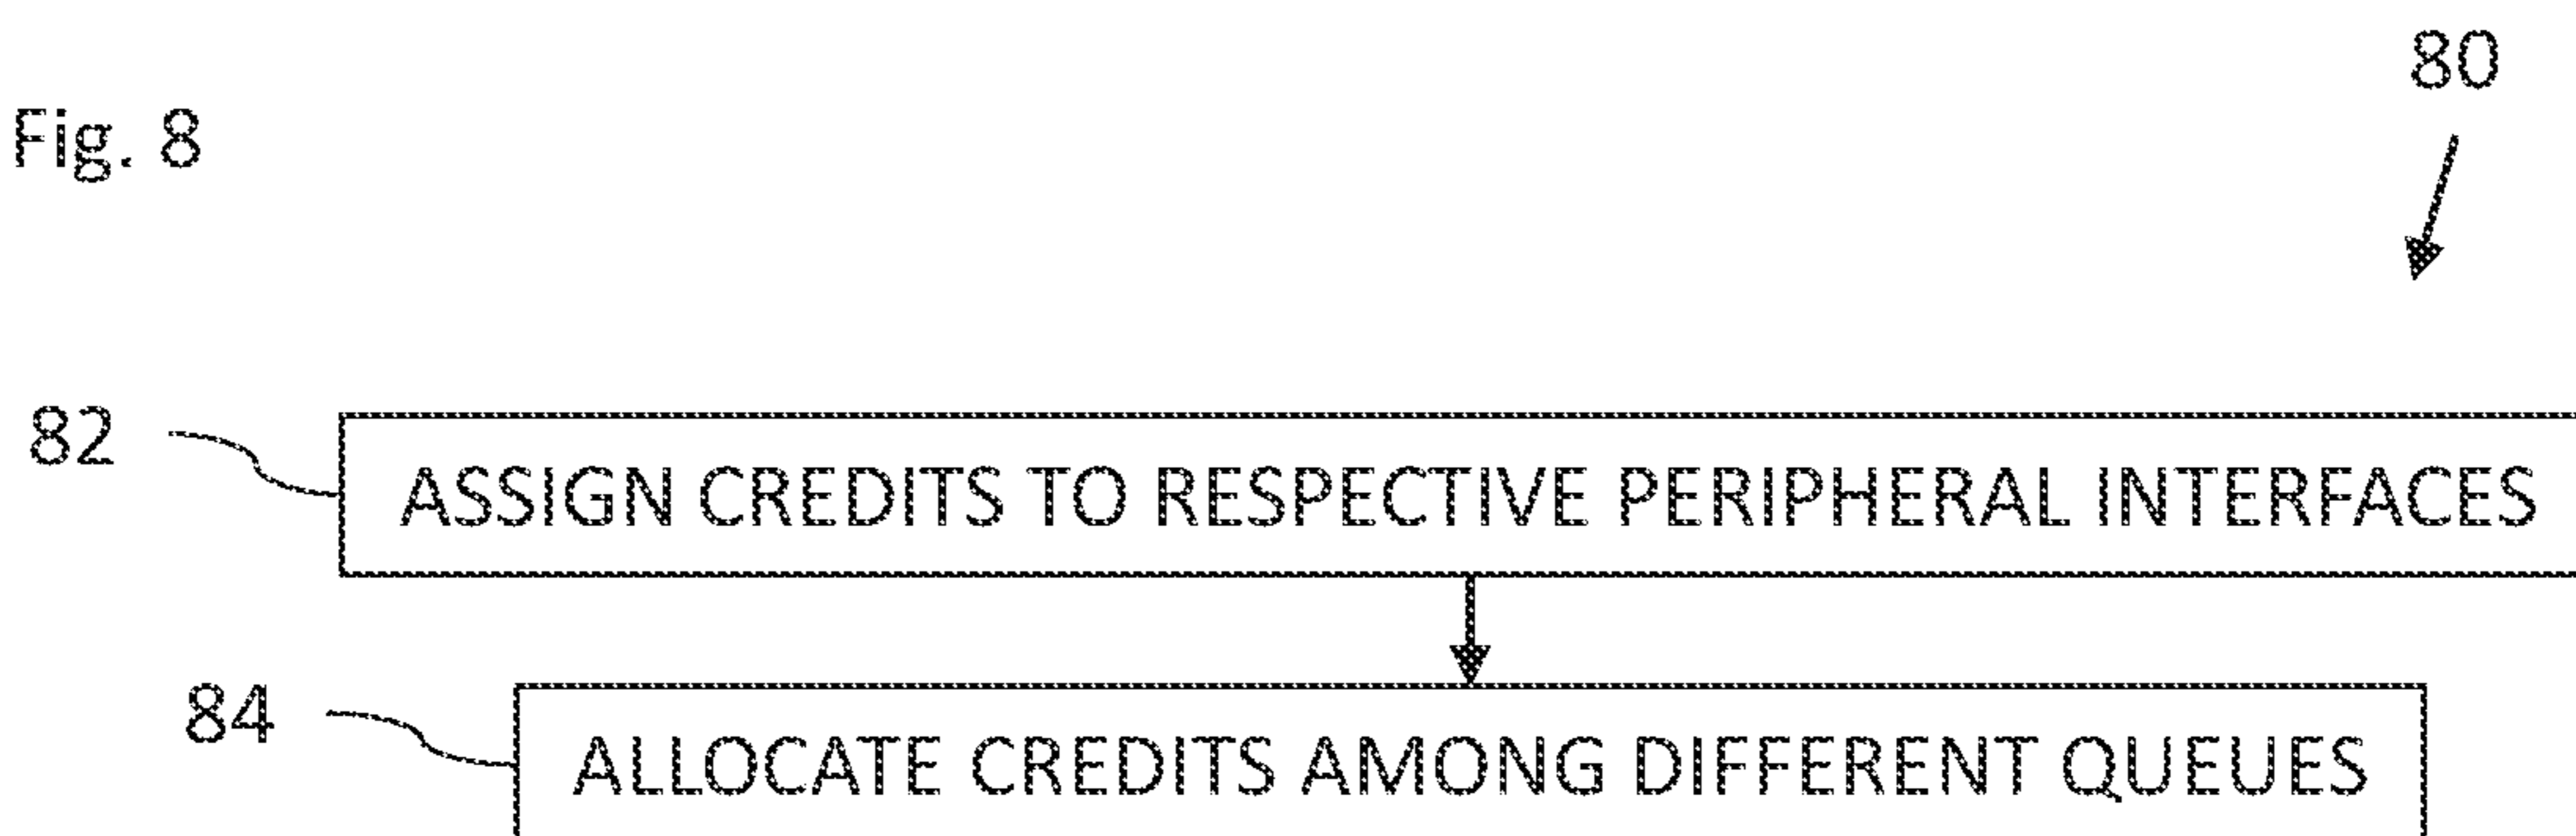 80
Fig. 8
82
ASSIGN CREDITS TO RESPECTIVE PERIPHERAL INTERFACES
84
ALLOCATE CREDITS AMONG DIFFERENT QUEUES